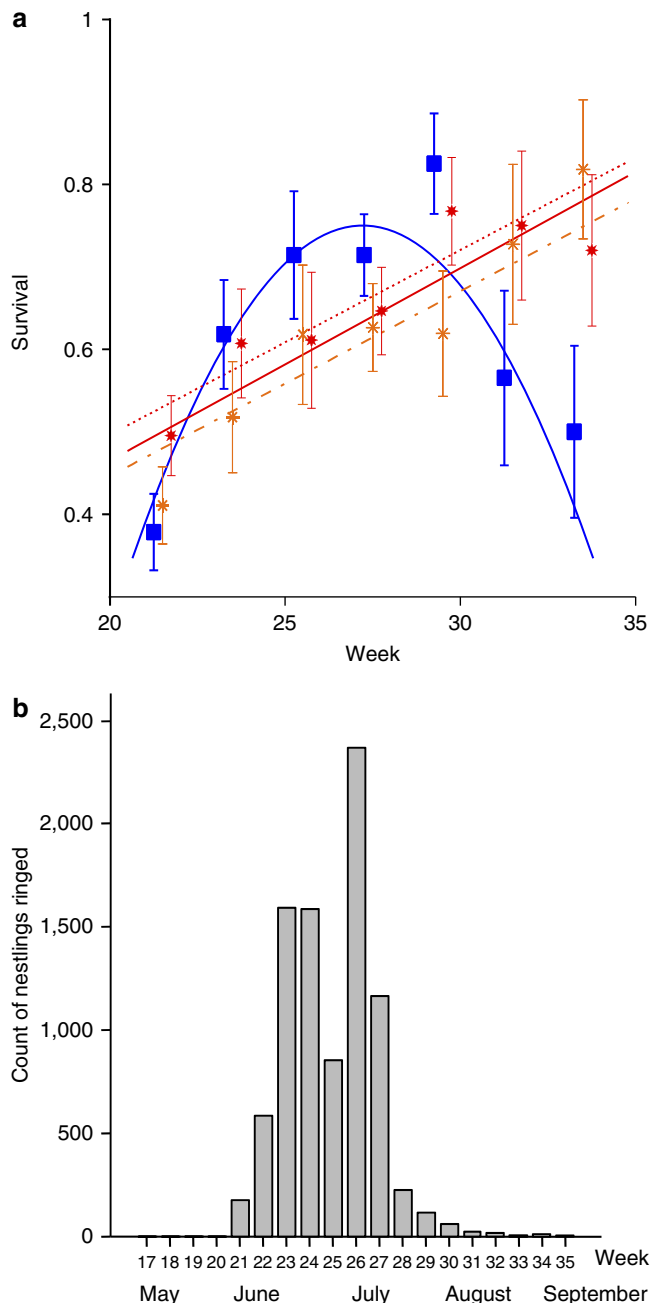 a
1
0.8
0.6
0.4
Survival
20 25 30 35
Week
b
2,500
2,000
1,500
1,000
500
0
Count of nestlings ringed
17 18 19 20 21 22 23 24 25 26 27 28 29 30 31 32 33 34 35 Week
May June July August September